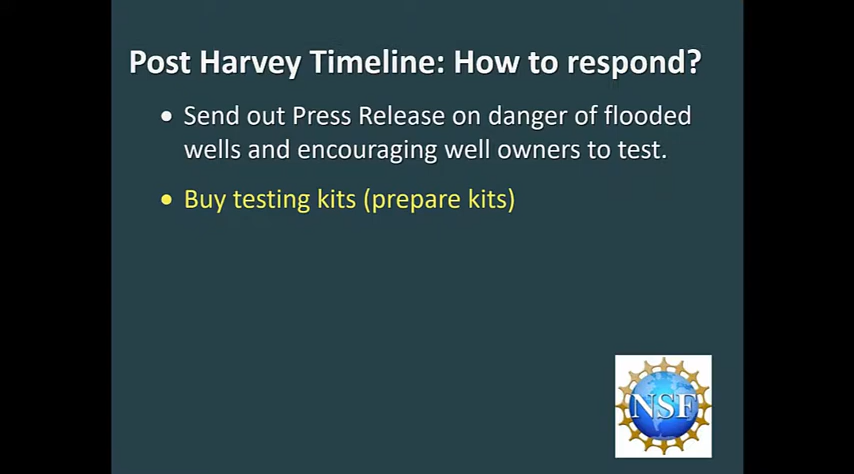 Post Harvey Timeline: How to respond?
• Send out Press Release on danger of flooded
wells and encouraging well owners to test.
• Buy testing kits (prepare kits)
NSF